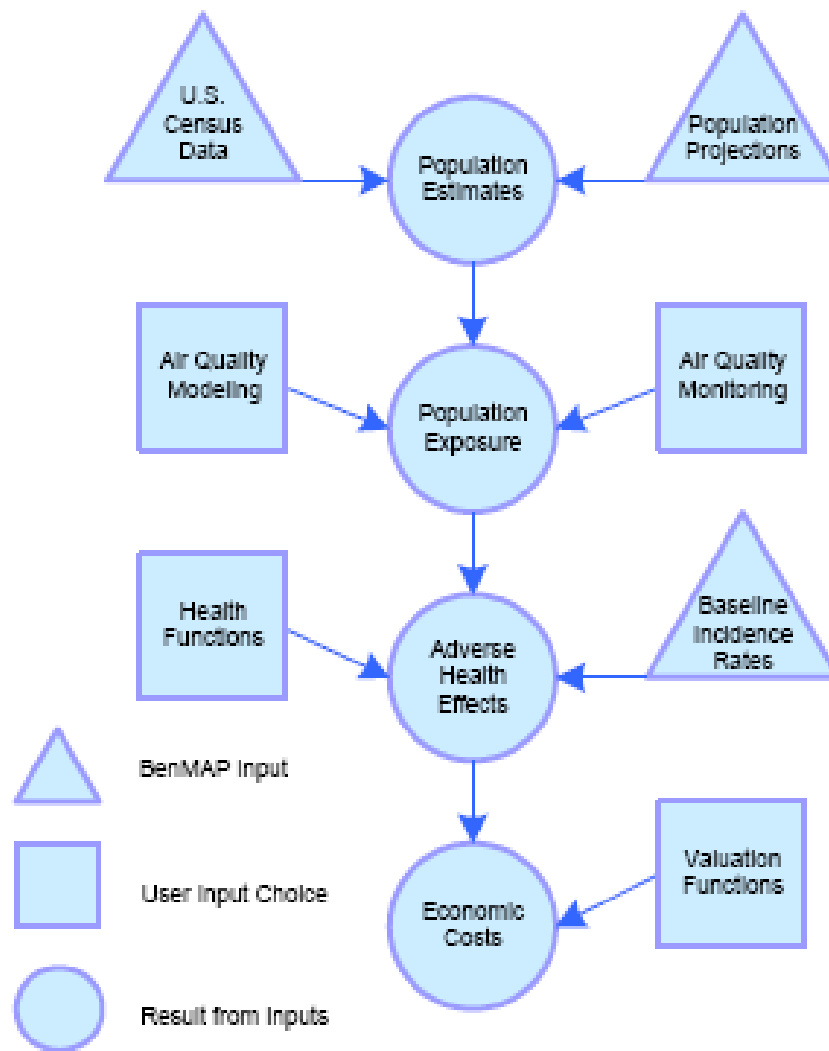 U.S.
Census
Data
Population
Estimates
Population
Projections
Air Quality
Modeling
Population
Exposure
Air Quality
Monitoring
Health
Functions
Adverse
Health
Effects
Baseline
Incidence
Rates
BenMAP Input
User Input Choice
Economic
Costs
Valuation
Functions
Result from Inputs